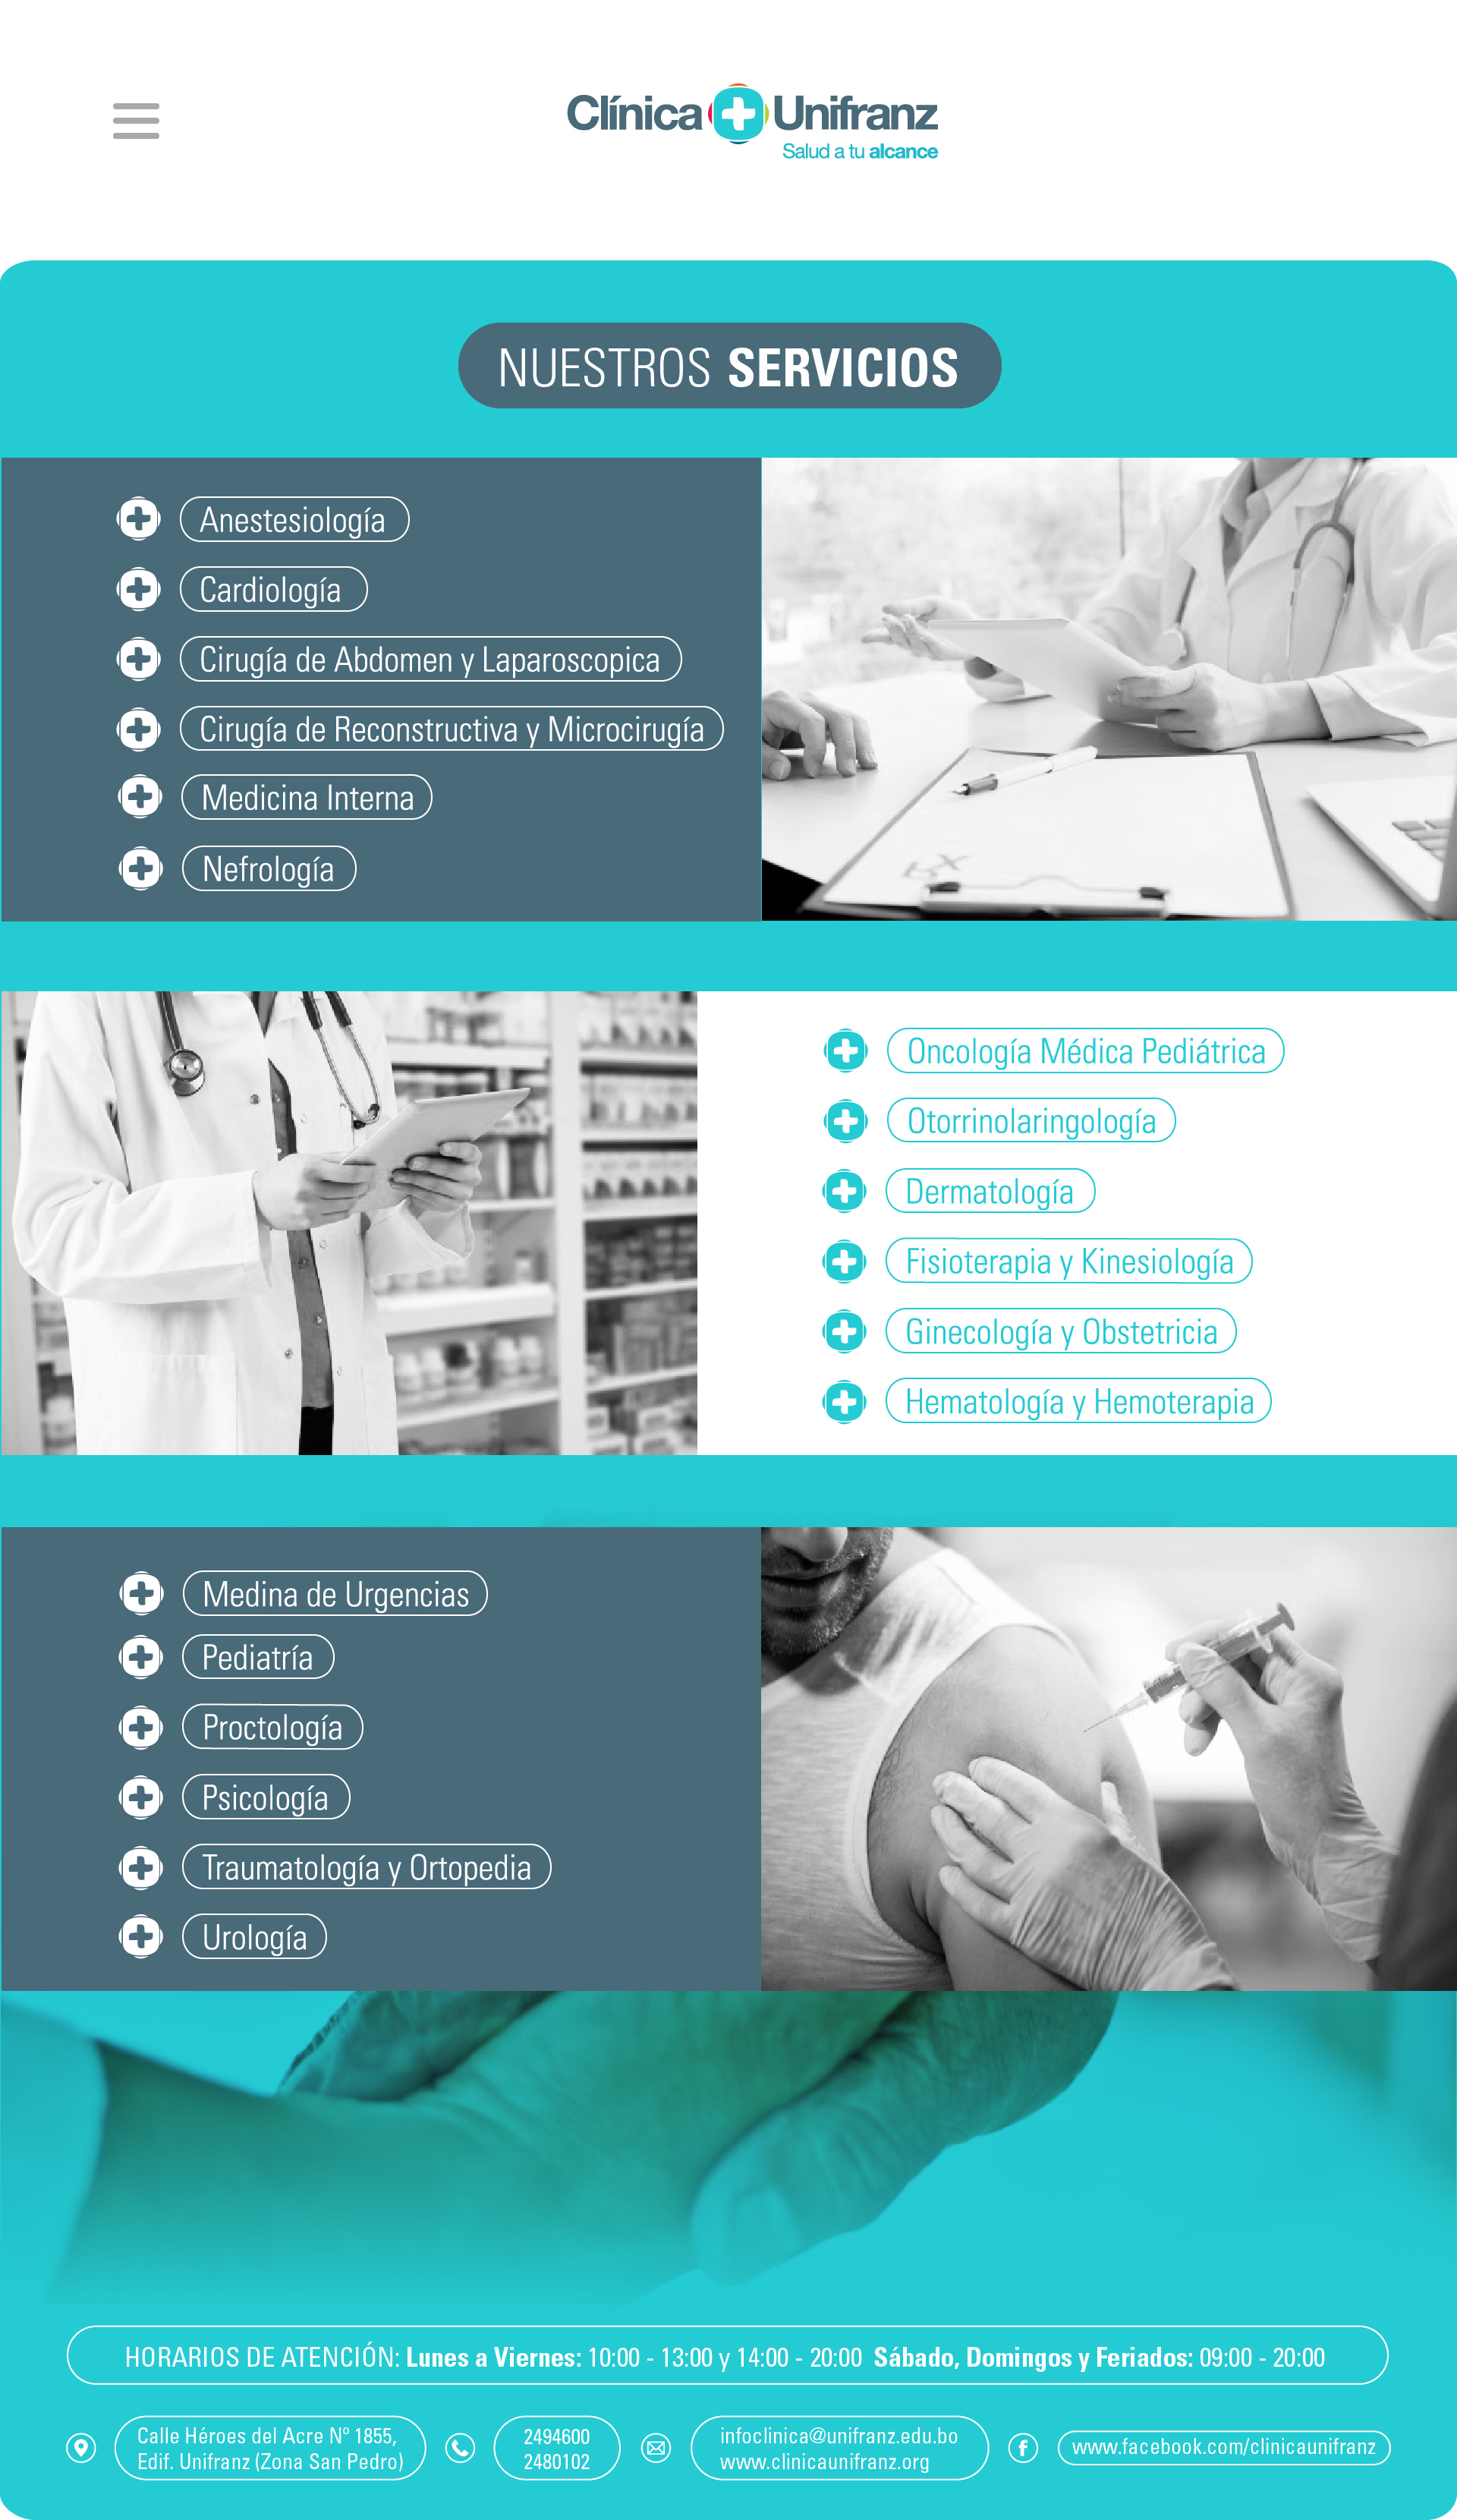 Clínica Unifranz
Salud a tu alcance
NUESTROS SERVICIOS
Anestesiología
Cardiología
Cirugía de Abdomen y Laparoscopica
Cirugía de Reconstructiva y Microcirugía
Medicina Interna
Nefrología
Oncología Médica Pediátrica
Otorrinolaringología
Dermatología
Fisioterapia y Kinesiología
Ginecología y Obstetricia
Hematología y Hemoterapia
Medina de Urgencias
Pediatría
Proctología
Psicología
Traumatología y Ortopedia
Urología
HORARIOS DE ATENCIÓN: Lunes a Viernes: 10:00 - 13:00 y 14:00 - 20:00 Sábado, Domingos y Feriados: 09:00 - 20:00
Calle Héroes del Acre Nº 1855,
Edif. Unifranz (Zona San Pedro)
2494600
2480102
infoclinica@unifranz.edu.bo
www.clinicaunifranz.org
www.facebook.com/clinicaunifranz